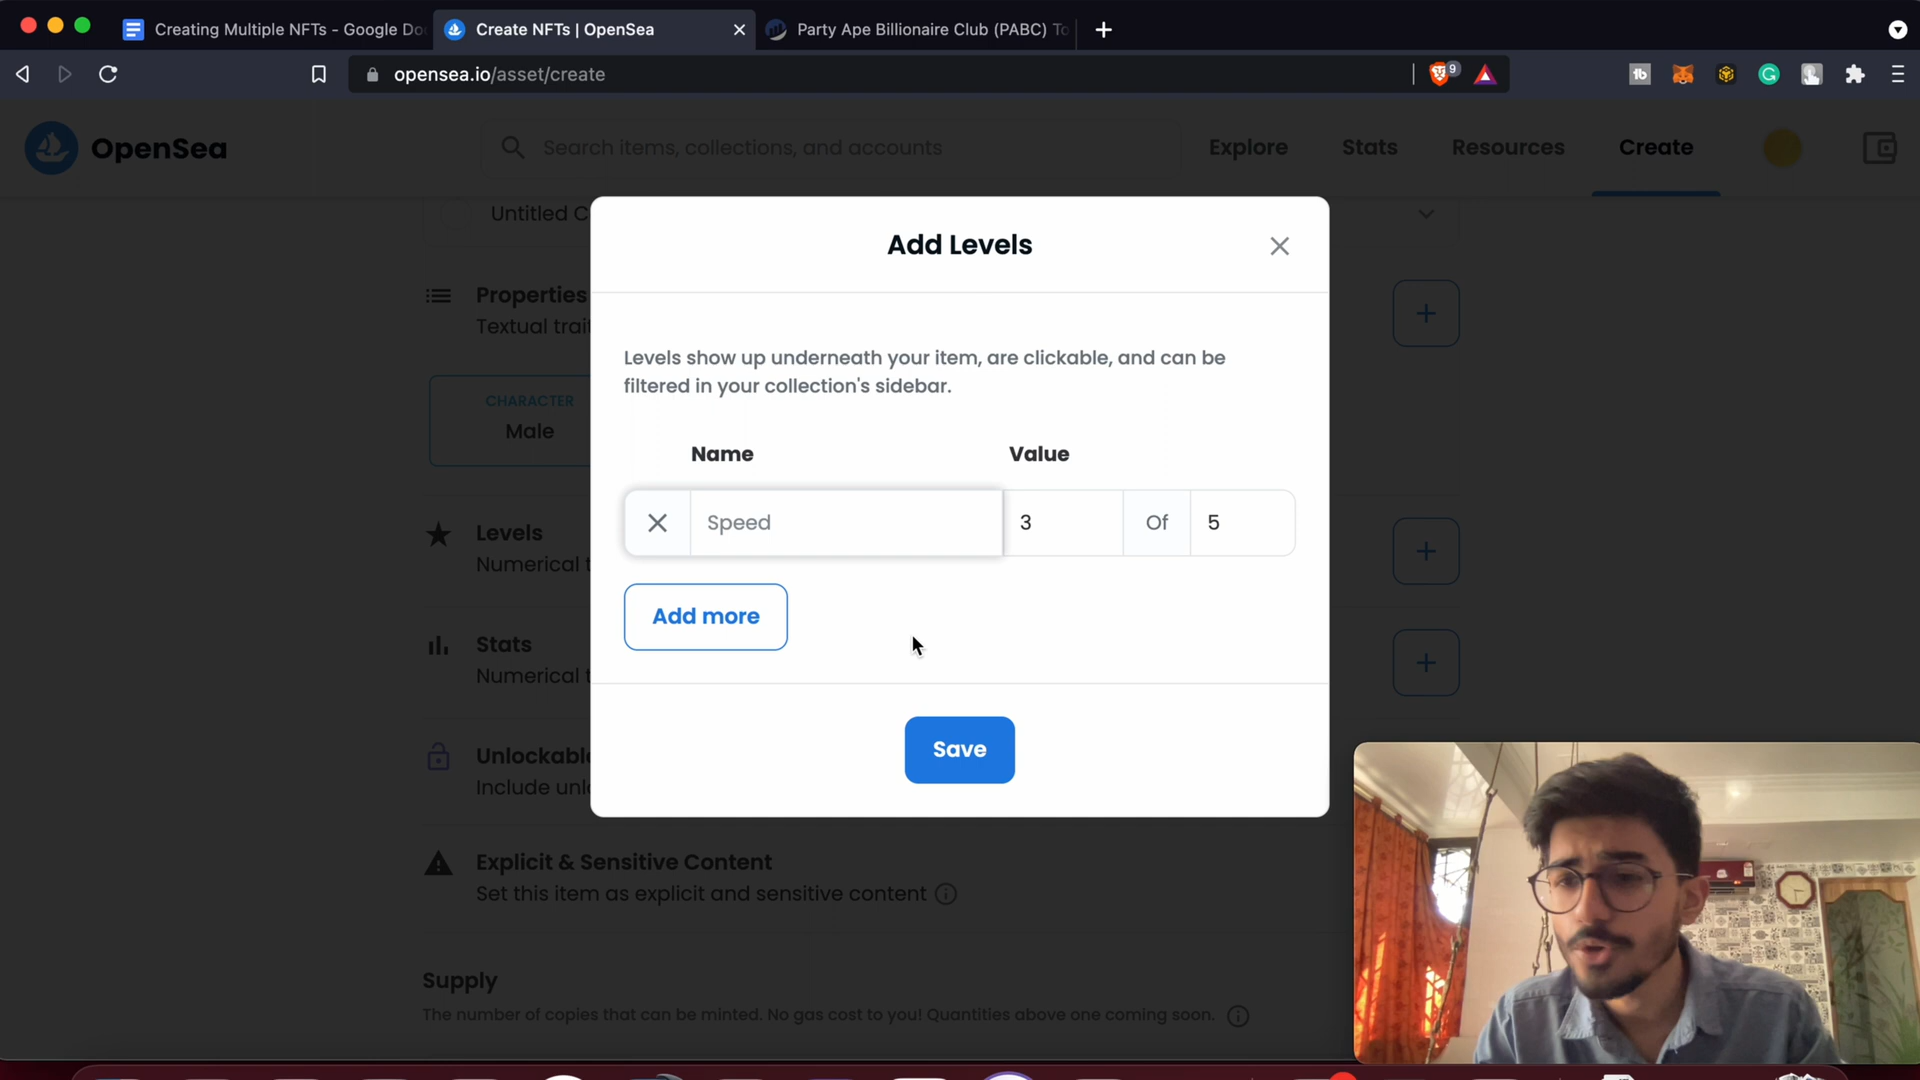 Creating Multiple NFTs - Google Do
Create NFTs | OpenSea
Party Ape Billionaire Club (PABC) To
opensea.io/asset/create
9
tb
G
OpenSea
Search items, collections, and accounts
Explore
Stats
Resources
Create
Untitled C
Add Levels
Properties
Textual trai
Levels show up underneath your item, are clickable, and can be
filtered in your collection's sidebar.
CHARACTER
Male
Name
Value
Speed
3
Of
5
Levels
Numerical t
Add more
Stats
Numerical t
Save
Unlockable
Include unl
Explicit & Sensitive Content
Set this item as explicit and sensitive content
Supply
The number of copies that can be minted. No gas cost to you! Quantities above one coming soon.